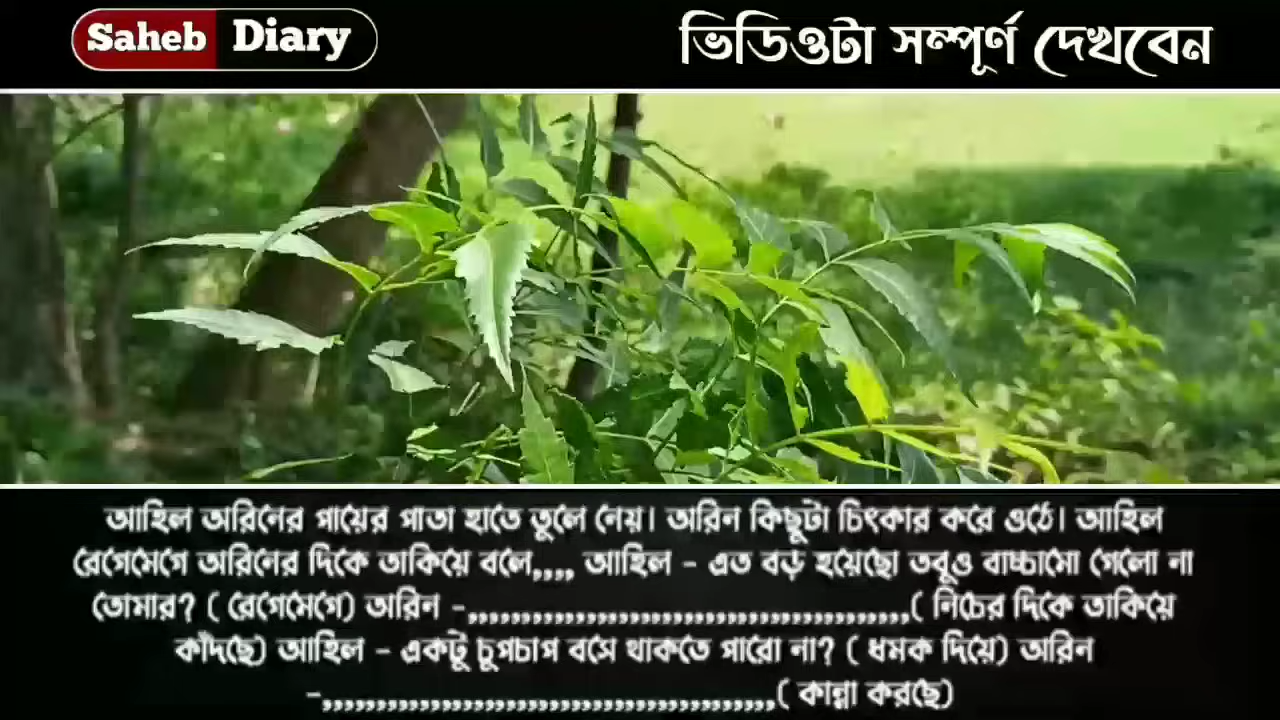 Saheb Diary
ভিডিওটা সম্পূর্ণ দেখবেন
আহিল অরিনের পায়ের পাতা হাতে তুলে নেয়। অরিন কিছুটা চিৎকার করে ওঠে। আহিল
রেগেমেগে অরিনের দিকে তাকিয়ে বলে,,,, আহিল - এত বড় হয়েছো তবুও বাচ্চামো গেলো না
তোমার? ( রেগেমেগে) অরিন -,,,,,,,,,,,,,,,,,,,,,,,,,,,,,,,,,,,,,,( নিচের দিকে তাকিয়ে
কাঁদছে) আহিল - একটু চুপচাপ বসে থাকতে পারো না? ( ধমক দিয়ে) অরিন
-,,,,,,,,,,,,,,,,,,,,,,,,,,,,,,,,,,,,,,,( কান্না করছে)